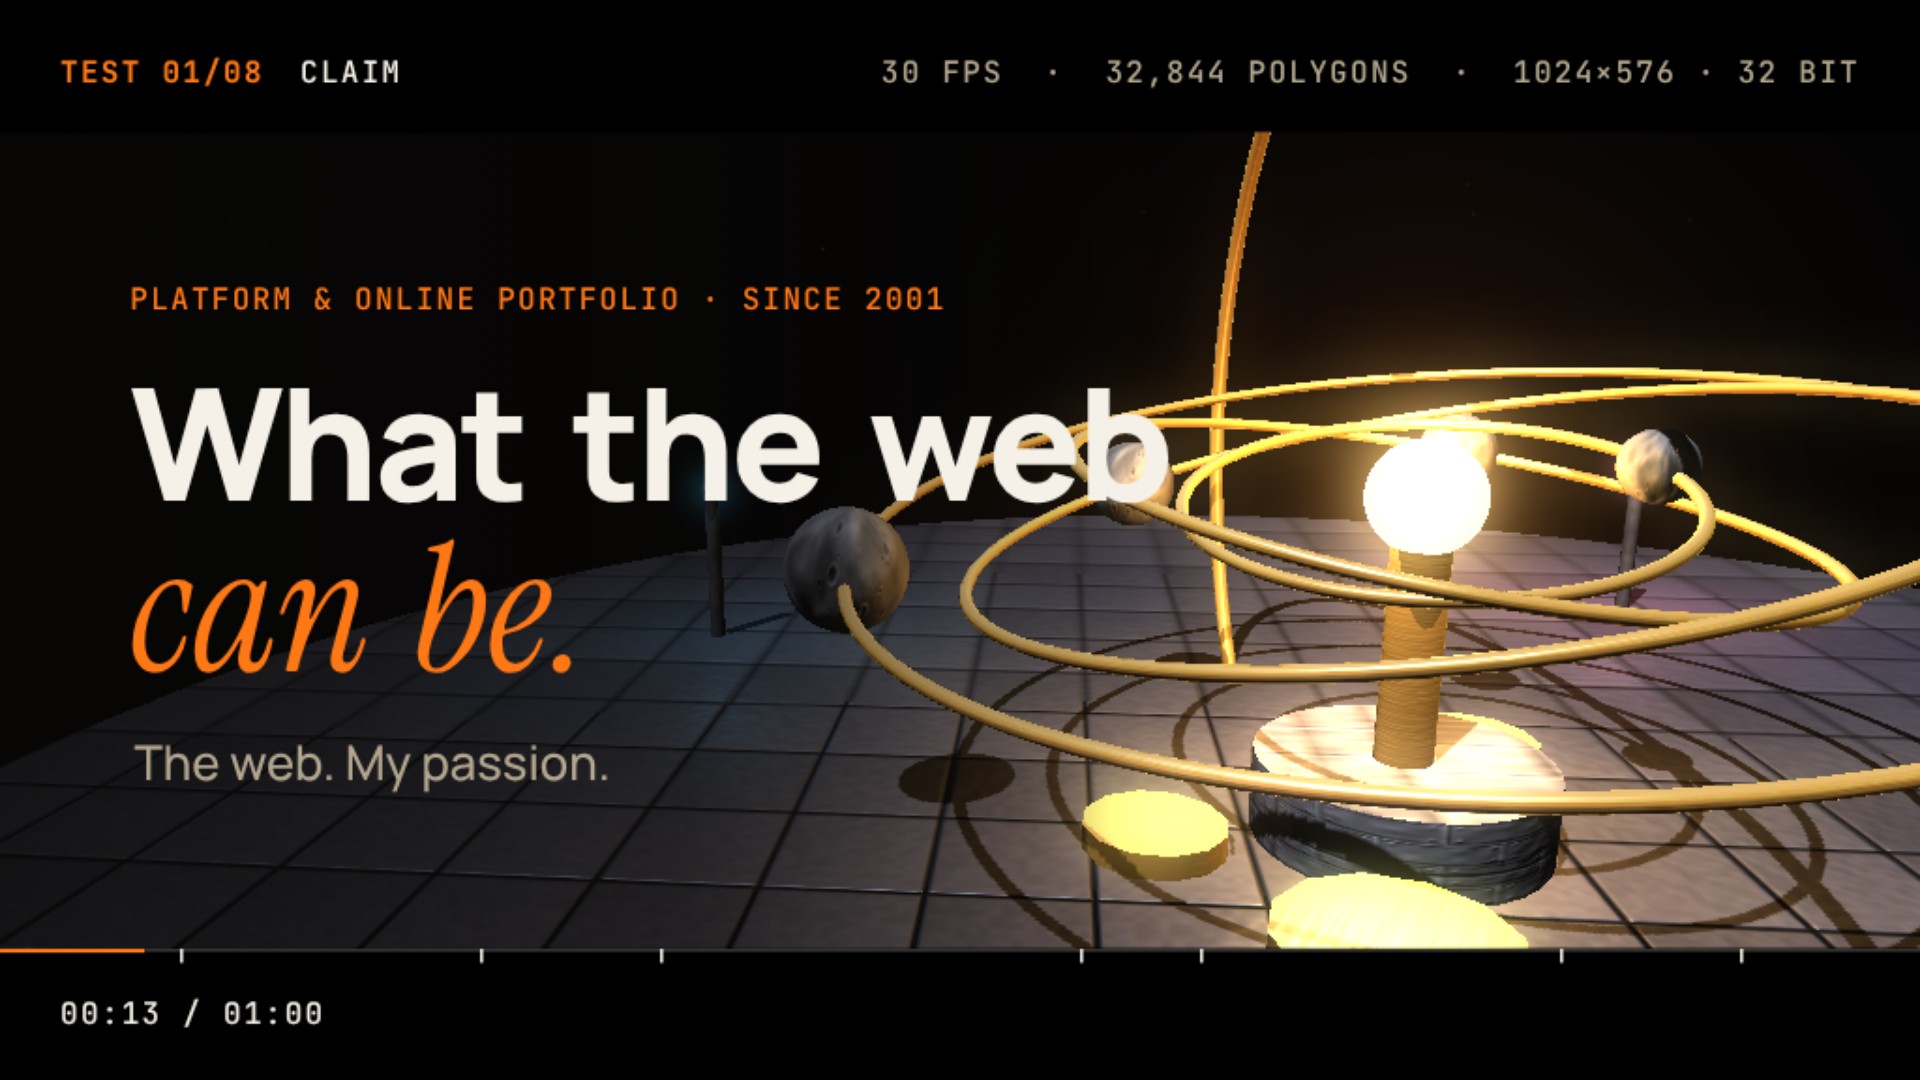 TEST 01/08 CLAIM
30 FPS · 32,844 POLYGONS · 1024×576 · 32 BIT
PLATFORM & ONLINE PORTFOLIO · SINCE 2001
What the web
can be.
The web. My passion.
00:13 / 01:00